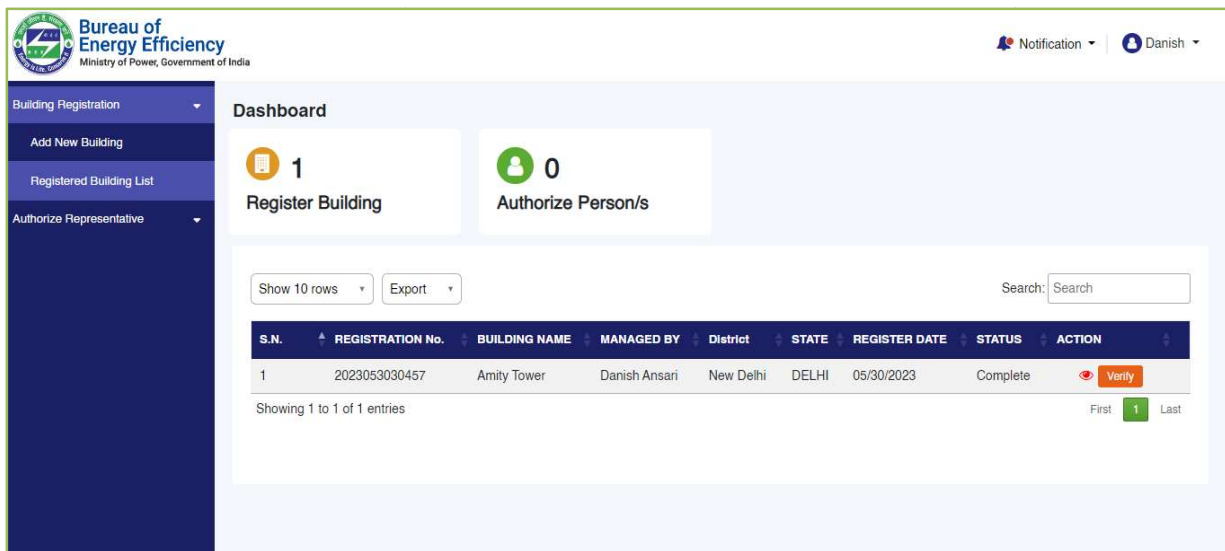 Bureau of
Energy Efficiency
Ministry of Power, Government of India
Notification
Danish
Building Registration
Add New Building
Registered Building List
Authorize Representative
Dashboard
1
Register Building
0
Authorize Person/s
Show 10 rows
Export
Search: Search
S.N. REGISTRATION No. BUILDING NAME MANAGED BY District STATE REGISTER DATE STATUS ACTION
1 2023053030457 Amity Tower Danish Ansari New Delhi DELHI 05/30/2023 Complete Verify
Showing 1 to 1 of 1 entries
First 1 Last